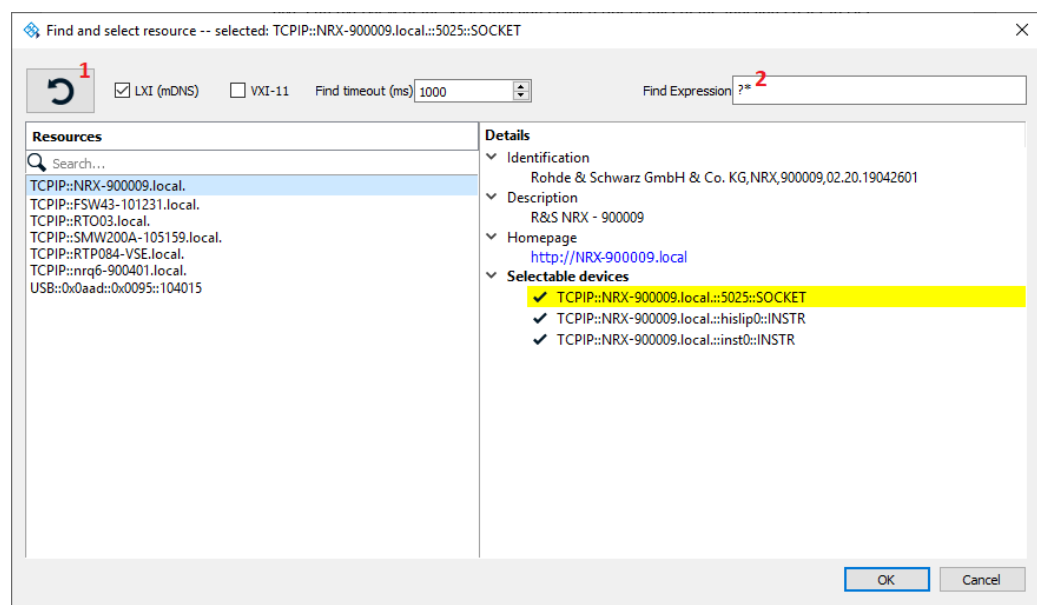 Find and select resource -- selected: TCPIP::NRX-900009.local.::5025::SOCKET
1
LXI (mDNS) VXI-11 Find timeout (ms) 1000 Find Expression ?* 2
Resources
Search...
TCPIP::NRX-900009.local.
TCPIP::FSW43-101231.local.
TCPIP::RTO03.local.
TCPIP::SMW200A-105159.local.
TCPIP::RTP084-VSE.local.
TCPIP::nrq6-900401.local.
USB::0x0aad::0x0095::104015
Details
Identification
Rohde & Schwarz GmbH & Co. KG,NRX,900009,02.20.19042601
Description
R&S NRX - 900009
Homepage
http://NRX-900009.local
Selectable devices
TCPIP::NRX-900009.local.::5025::SOCKET
TCPIP::NRX-900009.local.::hislip0::INSTR
TCPIP::NRX-900009.local.::inst0::INSTR
OK Cancel